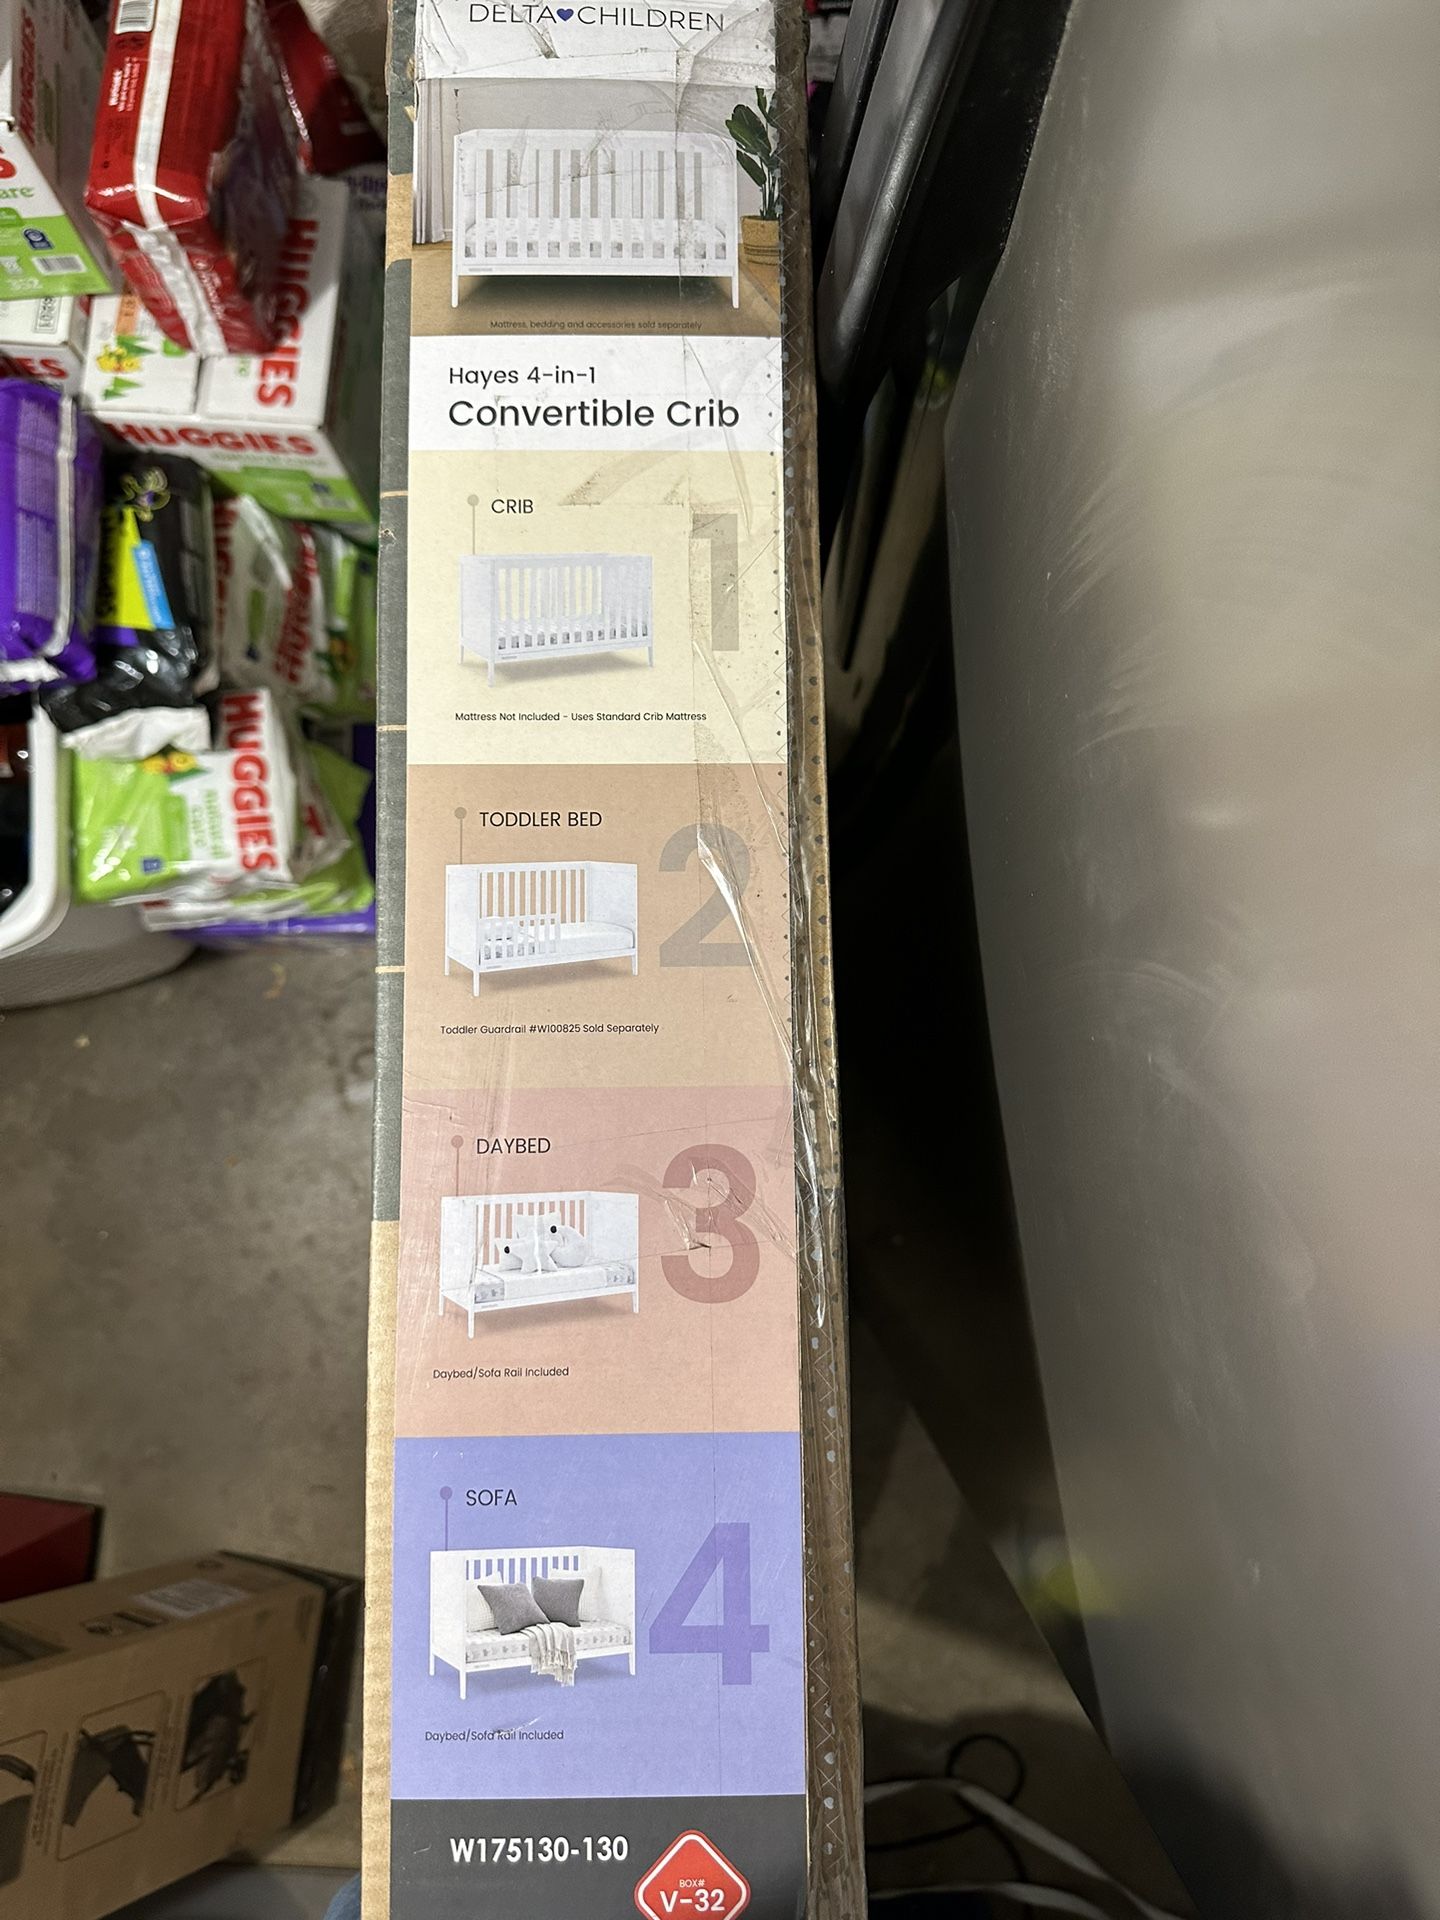 DELTA CHILDREN
Mattress, bedding and accessories sold separately
Hayes 4-in-1
Convertible Crib
CRIB
1
Mattress Not Included - Uses Standard Crib Mattress
TODDLER BED
2
Toddler Guardrail #W100825 Sold Separately
DAYBED
3
Daybed/Sofa Rail Included
SOFA
4
Daybed/Sofa Rail Included
W175130-130
BOX#
V-32
HUGGIES
HUGGIES
HUGGIES
natural
care